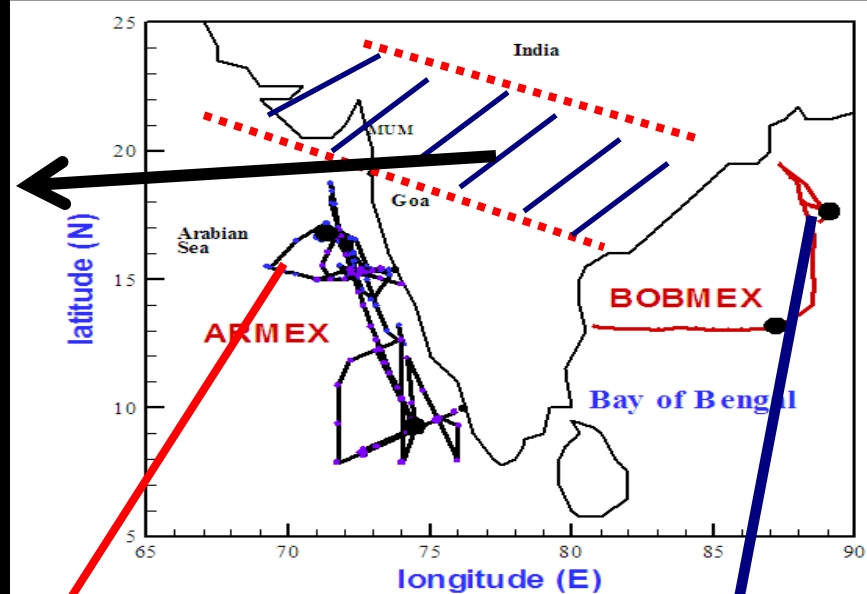 25
India
MUM
20
Goa
Arabian
Sea
15
ARMEX
BOBMEX
Bay of Bengal
10
5
latitude (N)
65
70
75
80
85
90
longitude (E)